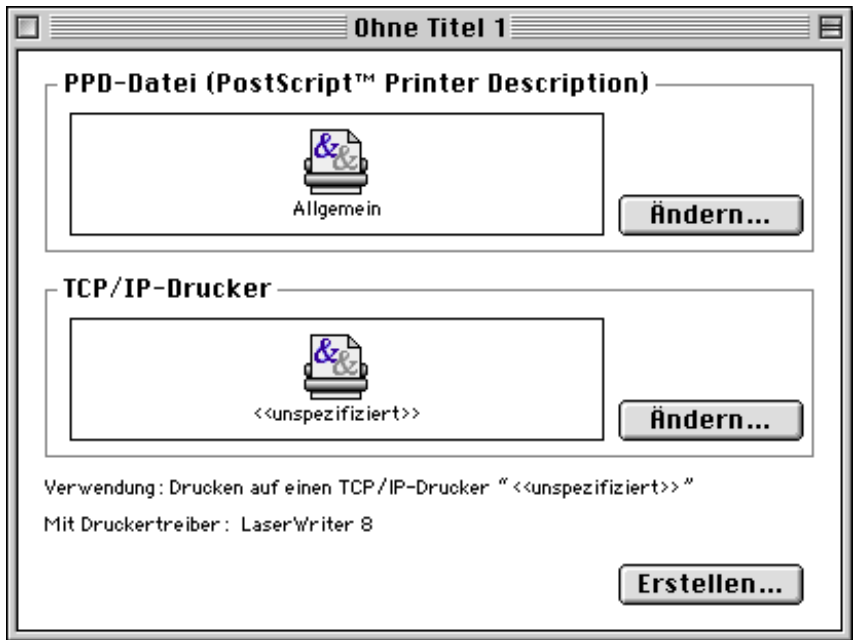 Ohne Titel 1
PPD-Datei (PostScript™ Printer Description)
&&
Allgemein
Ändern...
TCP/IP-Drucker
&&
<<unspezifiziert>>
Ändern...
Verwendung: Drucken auf einen TCP/IP-Drucker "<<unspezifiziert>>"
Mit Druckertreiber: LaserWriter 8
Erstellen...